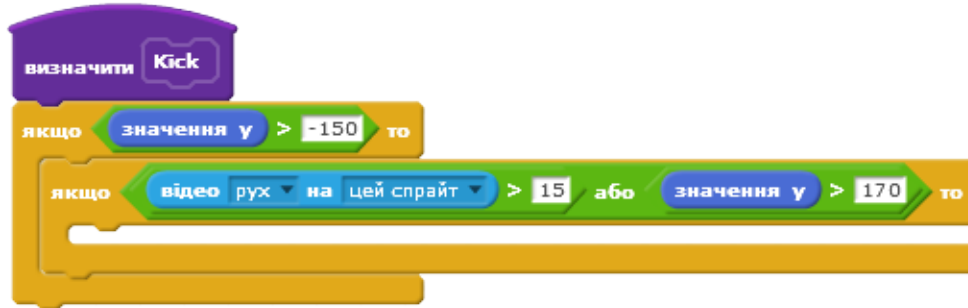 визначити Kick
якщо значення y > -150 то
якщо відео рух на цей спрайт > 15 або значення y > 170 то